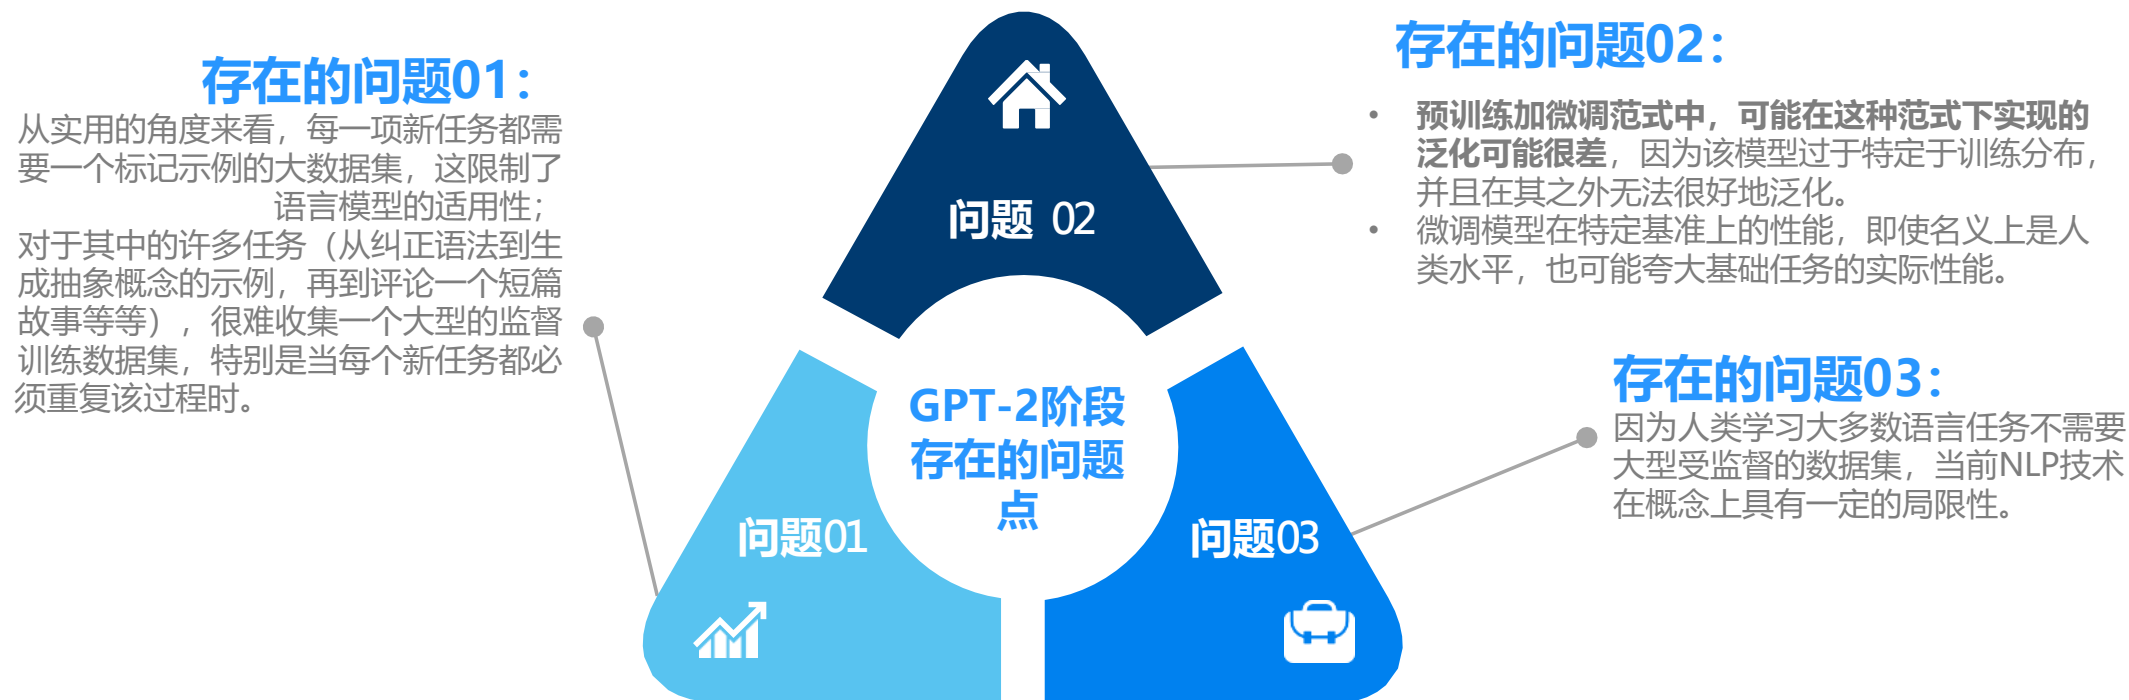 存在的问题01：
从实用的角度来看，每一项新任务都需
要一个标记示例的大数据集，这限制了
语言模型的适用性；
对于其中的许多任务（从纠正语法到生
成抽象概念的示例，再到评论一个短篇
故事等等），很难收集一个大型的监督
训练数据集，特别是当每个新任务都必
须重复该过程时。
问题 02
GPT-2阶段
存在的问题
点
问题01
问题03
存在的问题02：
• 预训练加微调范式中，可能在这种范式下实现的
泛化可能很差，因为该模型过于特定于训练分布，
并且在其之外无法很好地泛化。
• 微调模型在特定基准上的性能，即使名义上是人
类水平，也可能夸大基础任务的实际性能。
存在的问题03：
因为人类学习大多数语言任务不需要
大型受监督的数据集，当前NLP技术
在概念上具有一定的局限性。